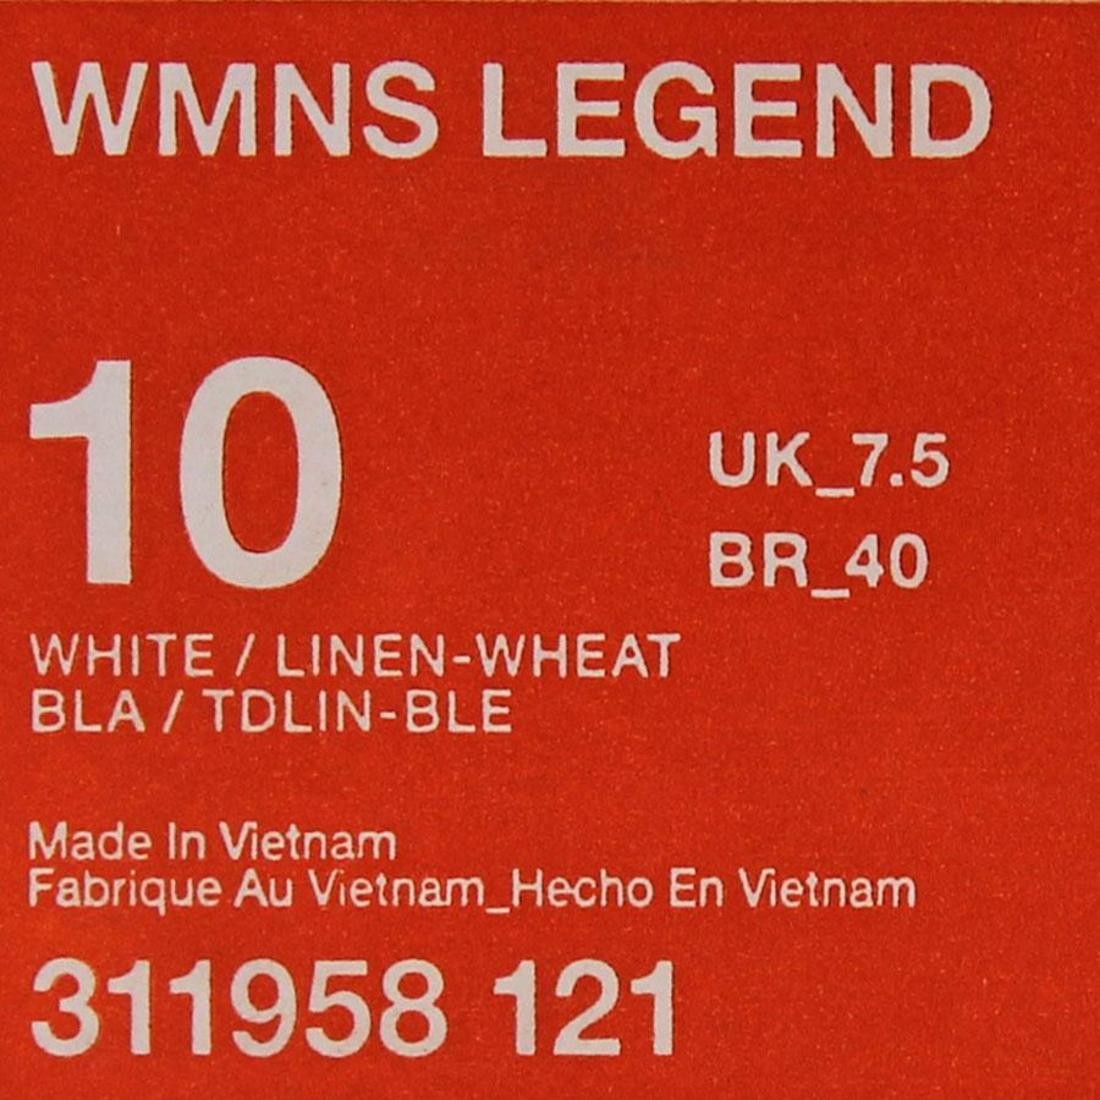 WMNS LEGEND
10
UK_7.5
BR_40
WHITE / LINEN-WHEAT
BLA / TDLIN-BLE
Made In Vietnam
Fabrique Au Vietnam_Hecho En Vietnam
311958 121